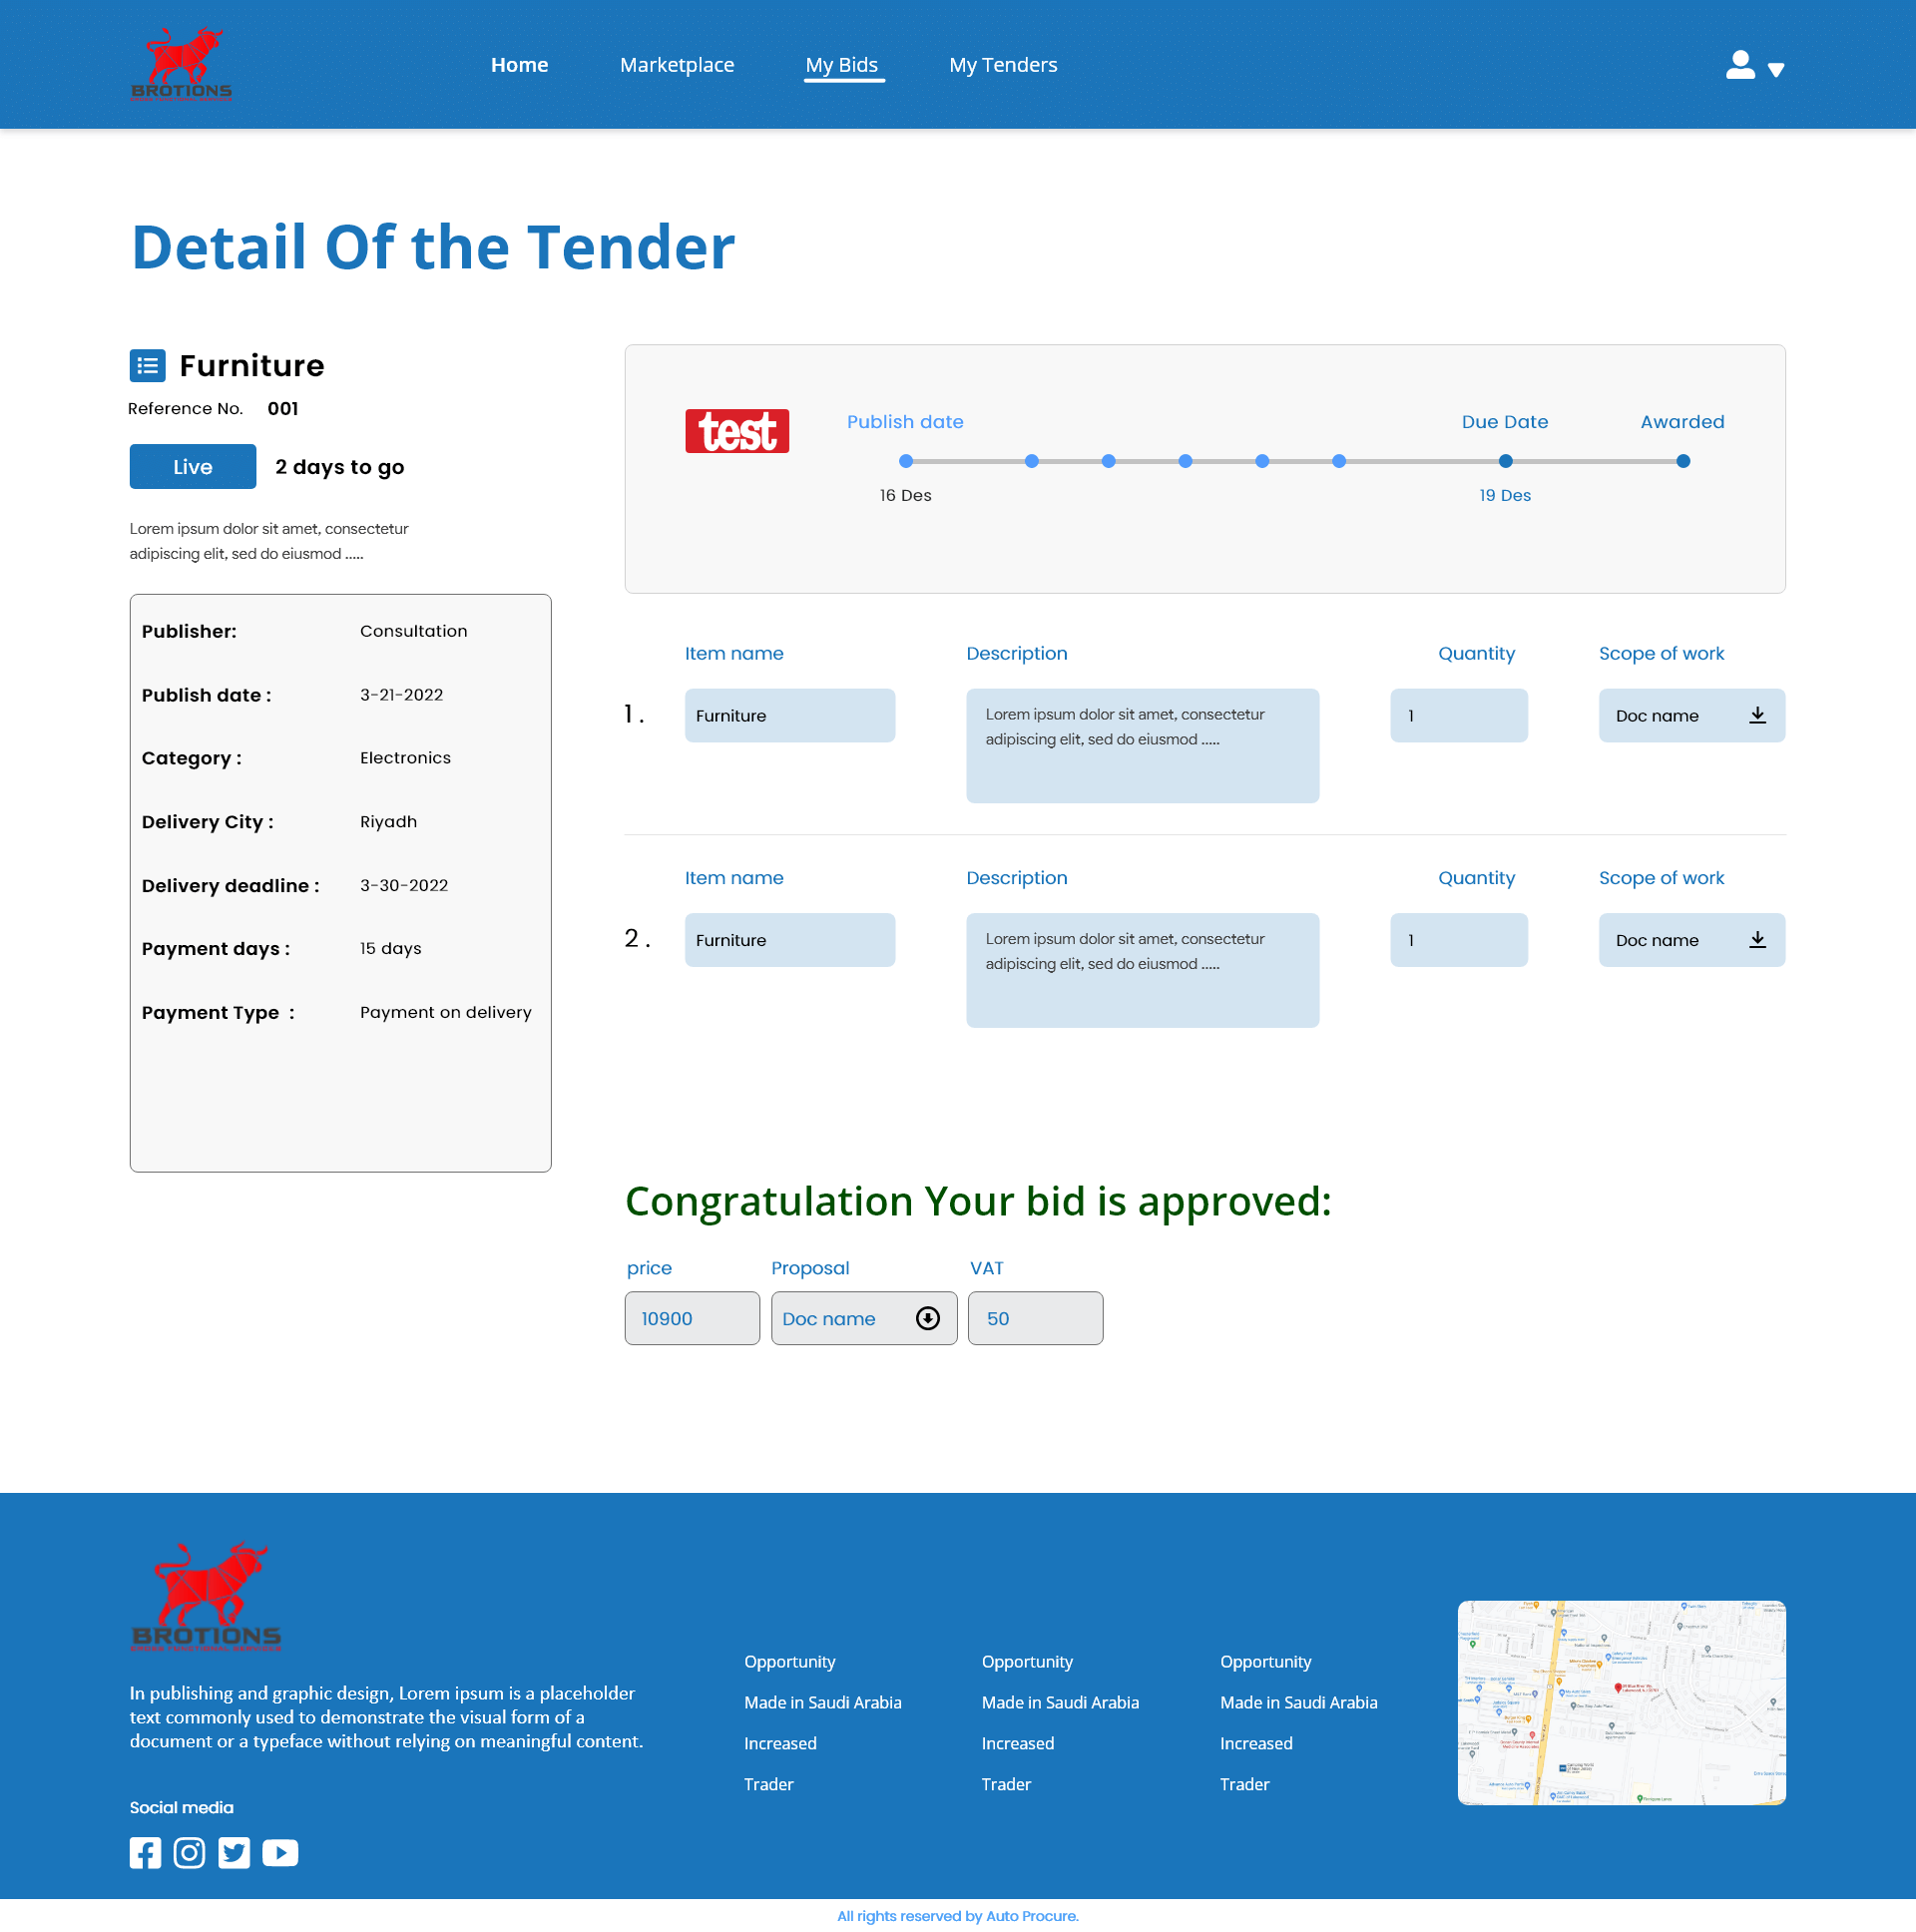 BROTIONS
Home Marketplace My Bids My Tenders
Detail Of the Tender
Furniture
Reference No. 001
Live 2 days to go
Lorem ipsum dolor sit amet, consectetur
adipiscing elit, sed do eiusmod .....
Publisher: Consultation
Publish date : 3-21-2022
Category : Electronics
Delivery City : Riyadh
Delivery deadline : 3-30-2022
Payment days : 15 days
Payment Type : Payment on delivery
test
Publish date Due Date Awarded
16 Des 19 Des
Item name Description Quantity Scope of work
1 . Furniture Lorem ipsum dolor sit amet, consectetur 1 Doc name
adipiscing elit, sed do eiusmod .....
Item name Description Quantity Scope of work
2 . Furniture Lorem ipsum dolor sit amet, consectetur 1 Doc name
adipiscing elit, sed do eiusmod .....
Congratulation Your bid is approved:
price Proposal VAT
10900 Doc name 50
BROTIONS
In publishing and graphic design, Lorem ipsum is a placeholder
text commonly used to demonstrate the visual form of a
document or a typeface without relying on meaningful content.
Social media
Opportunity Opportunity Opportunity
Made in Saudi Arabia Made in Saudi Arabia Made in Saudi Arabia
Increased Increased Increased
Trader Trader Trader
All rights reserved by Auto Procure.